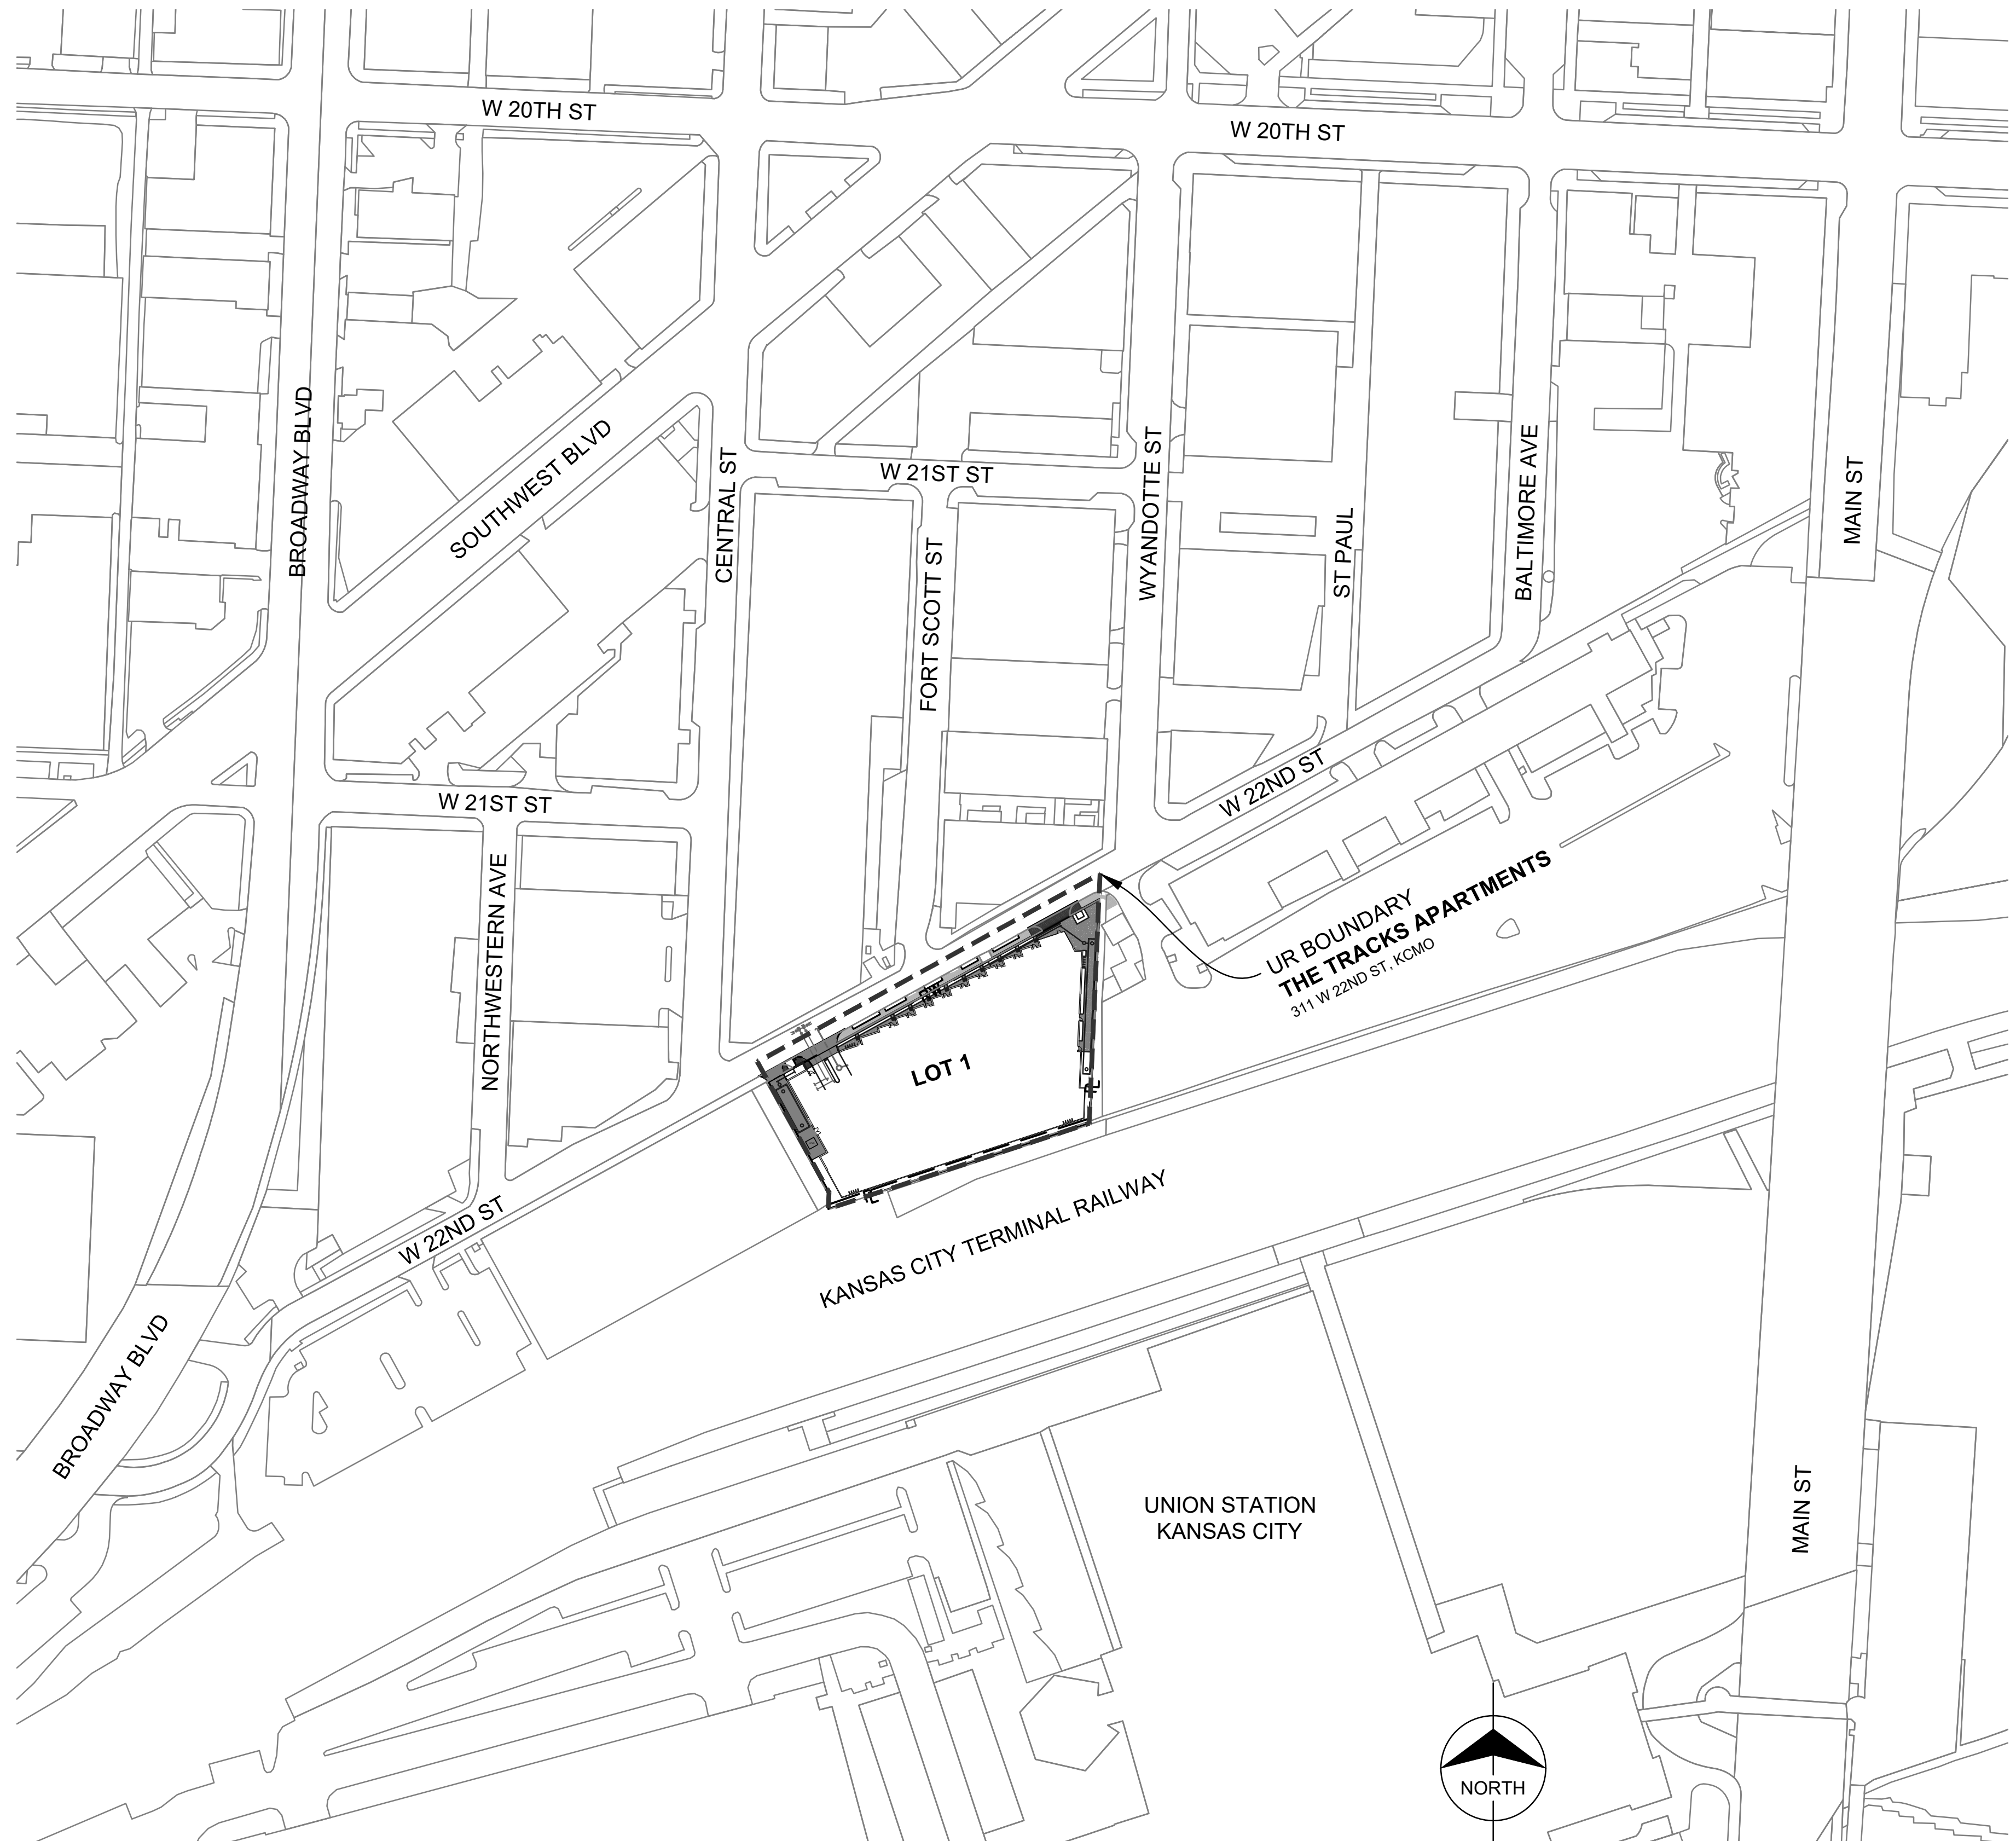 W 20TH ST
W 20TH ST
BROADWAY BLVD
SOUTHWEST BLVD
CENTRAL ST
W 21ST ST
FORT SCOTT ST
WYANDOTTE ST
ST PAUL
BALTIMORE AVE
MAIN ST
W 21ST ST
NORTHWESTERN AVE
W 22ND ST
UR BOUNDARY
THE TRACKS APARTMENTS
311 W 22ND ST, KCMO
LOT 1
W 22ND ST
KANSAS CITY TERMINAL RAILWAY
BROADWAY BLVD
UNION STATION
KANSAS CITY
MAIN ST
NORTH